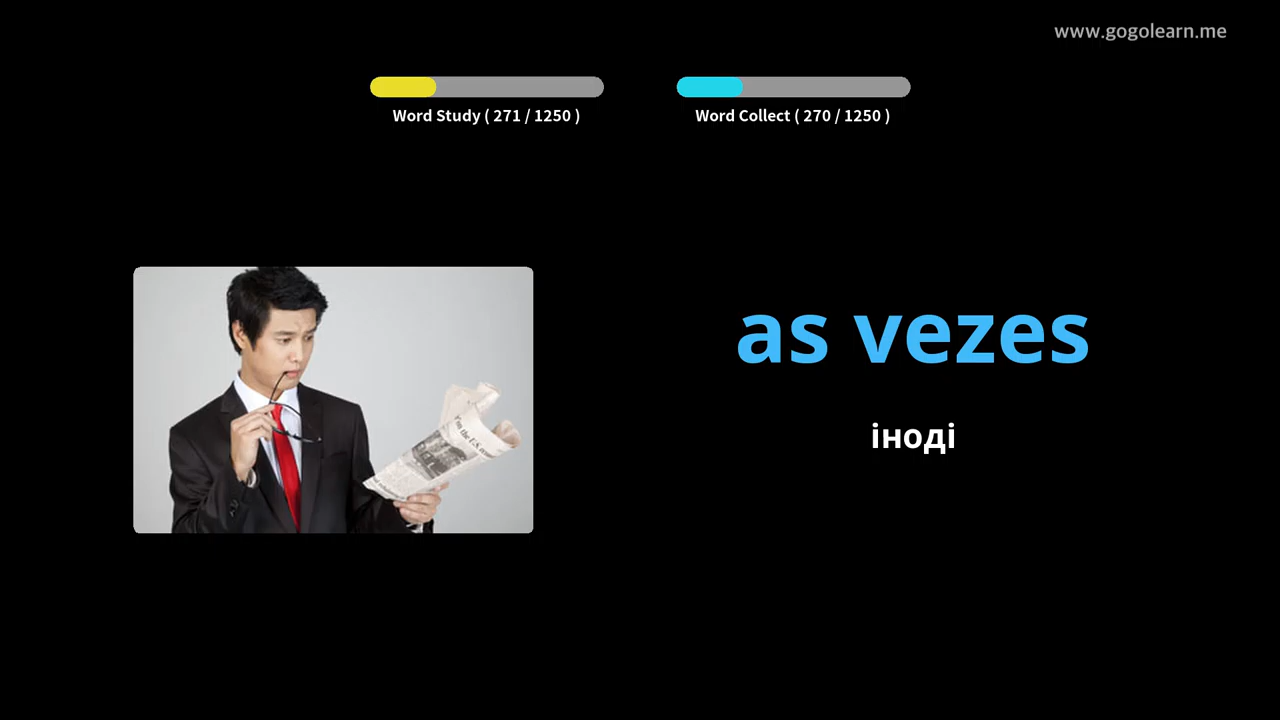 www.gogolearn.me
Word Study ( 271 / 1250 )
Word Collect ( 270 / 1250 )
as vezes
іноді